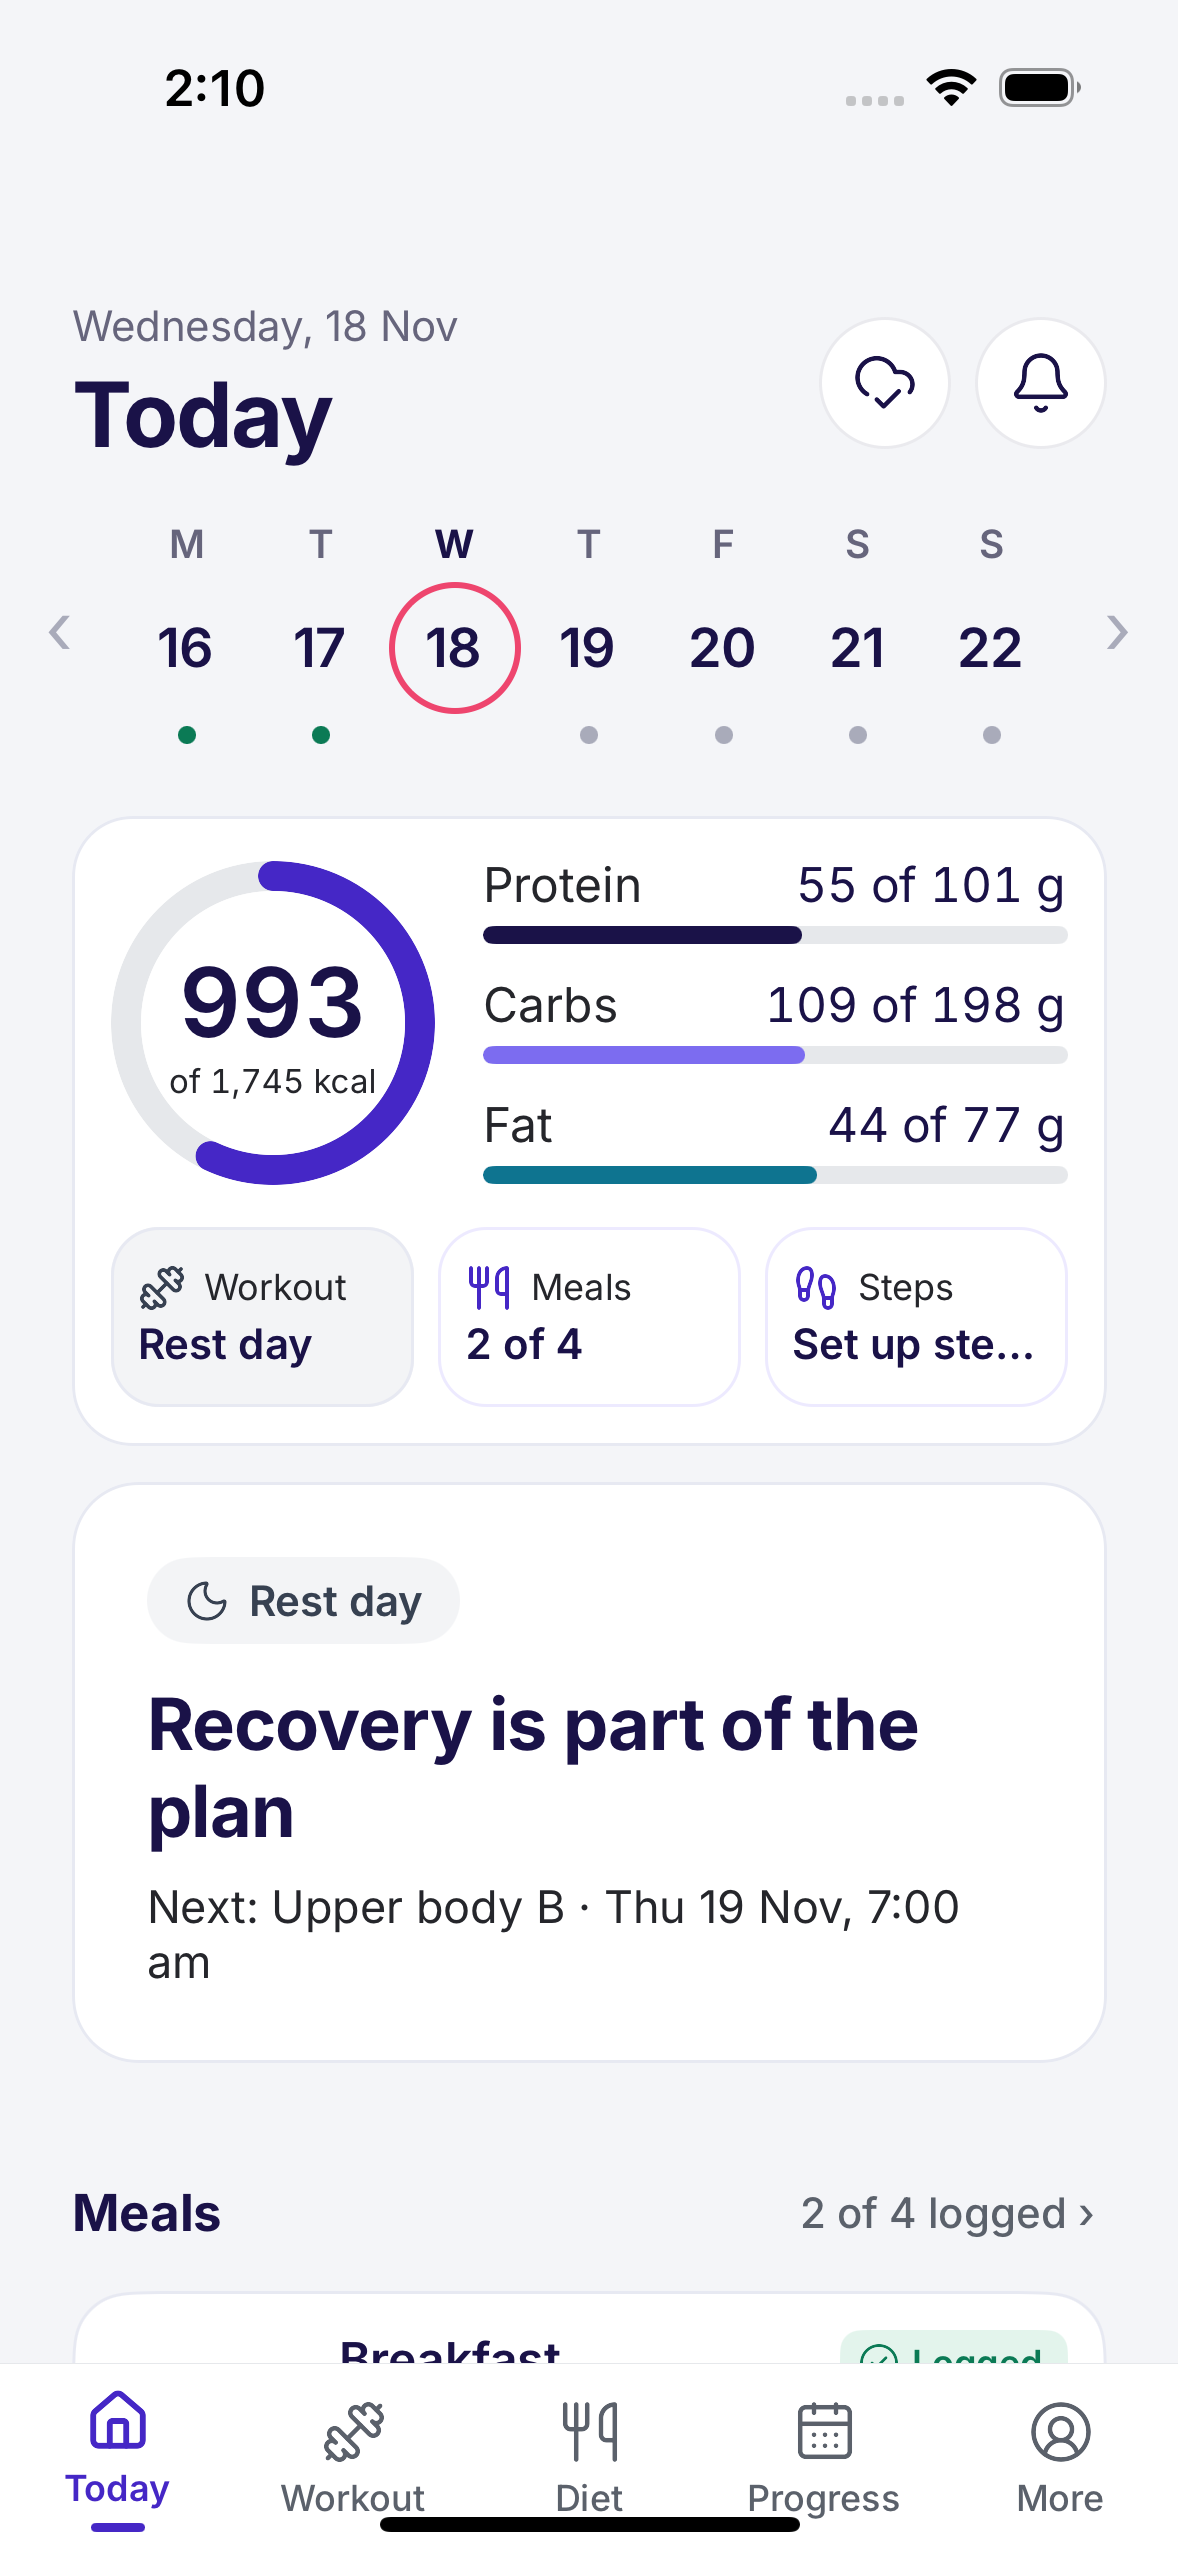 2:10
Wednesday, 18 Nov
Today
M T W T F S S
‹ 16 17 18 19 20 21 22 ›
Protein 55 of 101 g
993
of 1,745 kcal
Carbs 109 of 198 g
Fat 44 of 77 g
Workout
Rest day
Meals
2 of 4
Steps
Set up ste...
Rest day
Recovery is part of the
plan
Next: Upper body B · Thu 19 Nov, 7:00
am
Meals 2 of 4 logged ›
Breakfast Logged
Today Workout Diet Progress More